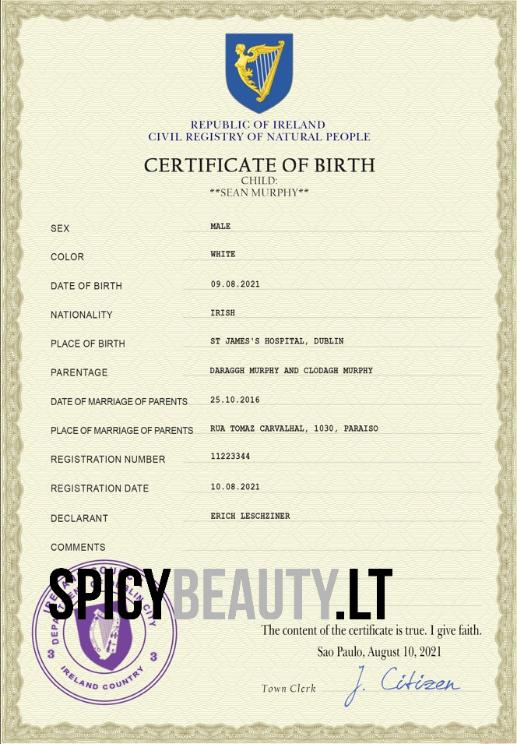 REPUBLIC OF IRELAND
CIVIL REGISTRY OF NATURAL PEOPLE
CERTIFICATE OF BIRTH
CHILD:
**SEAN MURPHY**
SEX MALE
COLOR WHITE
DATE OF BIRTH 09.08.2021
NATIONALITY IRISH
PLACE OF BIRTH ST JAMES'S HOSPITAL, DUBLIN
PARENTAGE DARAGGH MURPHY AND CLODAGH MURPHY
DATE OF MARRIAGE OF PARENTS 25.10.2016
PLACE OF MARRIAGE OF PARENTS RUA TOMAZ CARVALHAL, 1030, PARAISO
REGISTRATION NUMBER 11223344
REGISTRATION DATE 10.08.2021
DECLARANT ERICH LESCHZINER
COMMENTS
SPICYBEAUTY.LT
3 3
IRELAND COUNTRY
The content of the certificate is true. I give faith.
Sao Paulo, August 10, 2021
Town Clerk J. Citizen